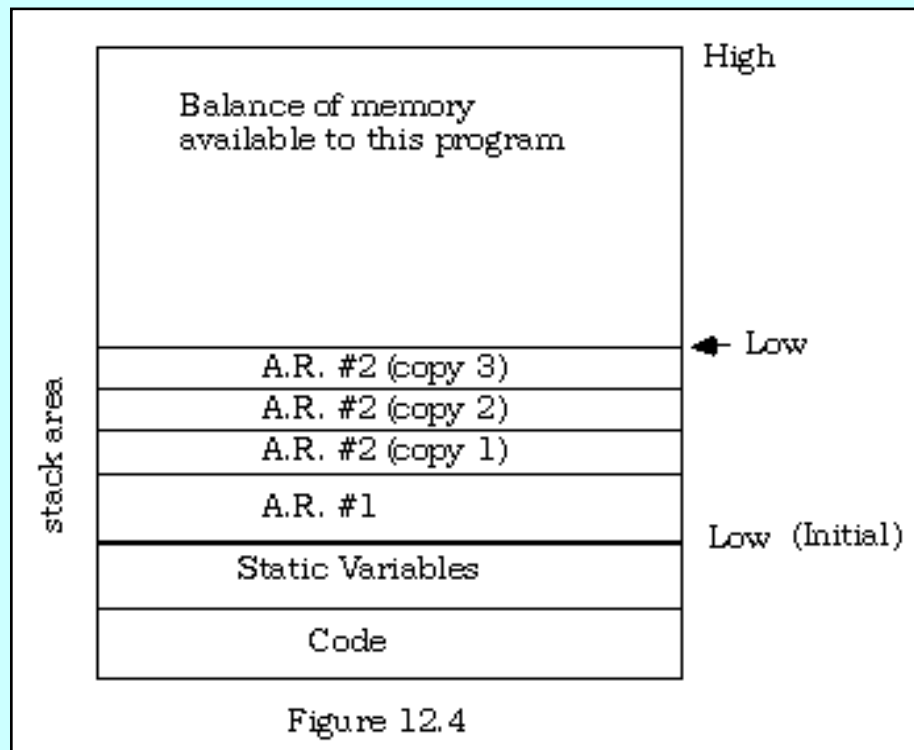 High
Balance of memory
available to this program
Low
A.R. #2 (copy 3)
A.R. #2 (copy 2)
A.R. #2 (copy 1)
stack area
A.R. #1
Low (Initial)
Static Variables
Code
Figure 12.4